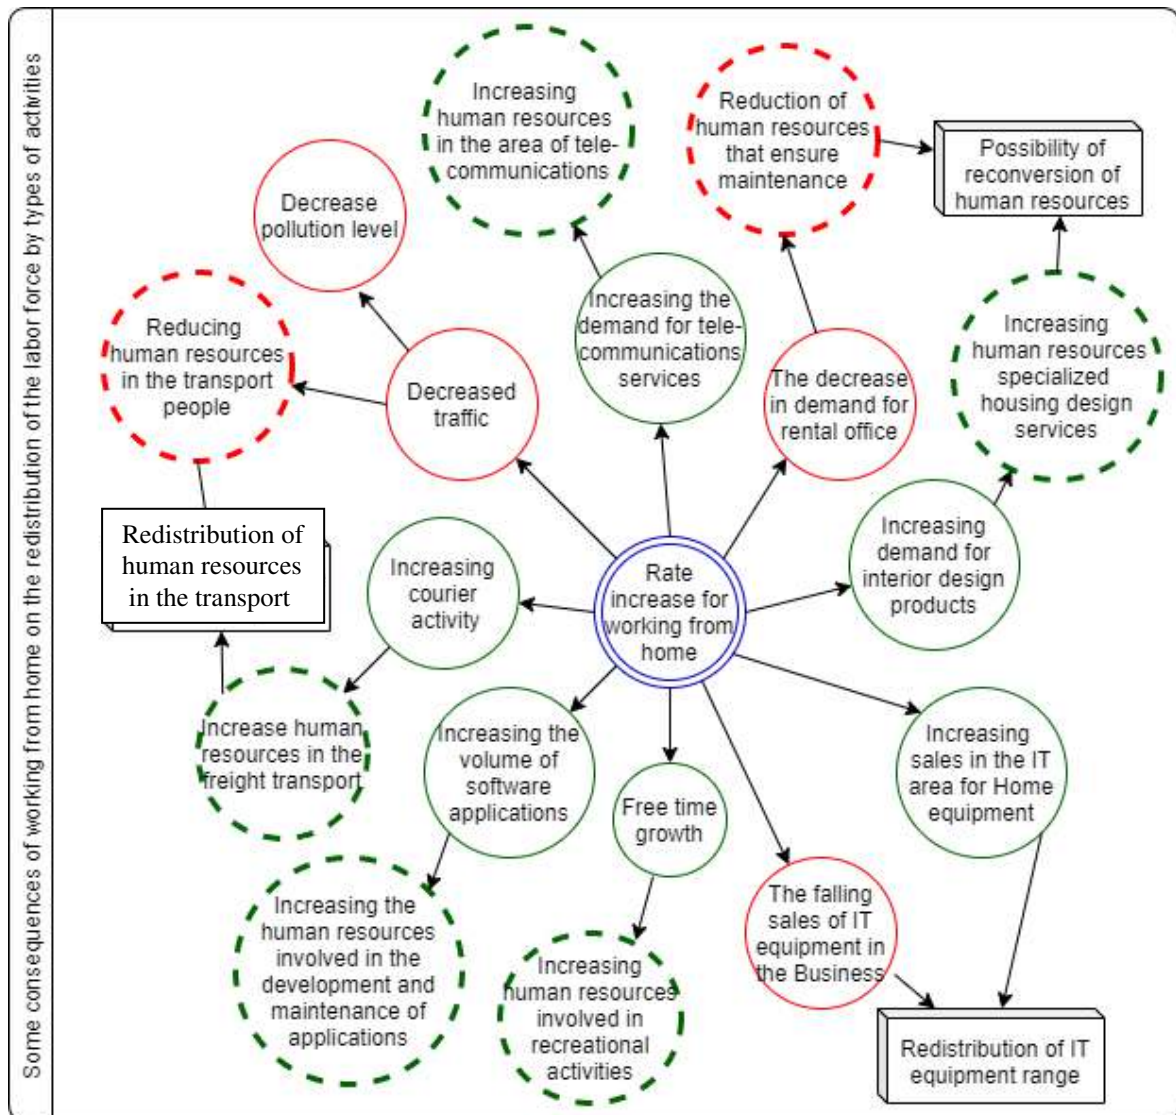 Some consequences of working from home on the redistribution of the labor force by types of activities
Increasing
human resources
in the area of tele-
communications
Reduction of
human resources
that ensure
maintenance
Possibility of
reconversion of
human resources
Decrease
pollution level
Increasing the
demand for tele-
communications
services
Reducing
human resources
in the transport
people
Decreased
traffic
The decrease
in demand for
rental office
Increasing
human resources
specialized
housing design
services
Redistribution of
human resources
in the transport
Increasing
courier
activity
Rate
increase for
working from
home
Increasing
demand for
interior design
products
Increase human
resources in the
freight transport
Increasing the
volume of
software
applications
Free time
growth
Increasing
sales in the IT
area for Home
equipment
Increasing the
human resources
involved in the
development and
maintenance of
applications
Increasing
human resources
involved in
recreational
activities
The falling
sales of IT
equipment in
the Business
Redistribution of IT
equipment range